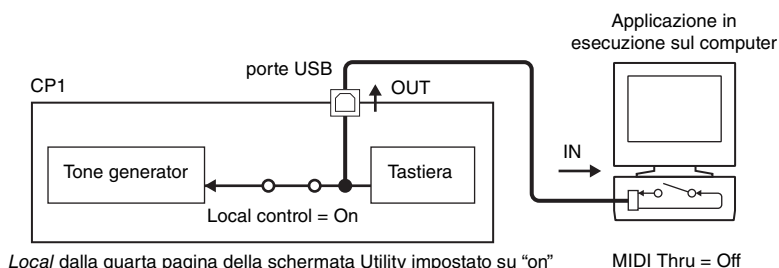 Applicazione in
esecuzione sul computer
porte USB
CP1
OUT
IN
Tone generator
Tastiera
Local control = On
Local dalla quarta pagina della schermata Utility impostato su “on”
MIDI Thru = Off